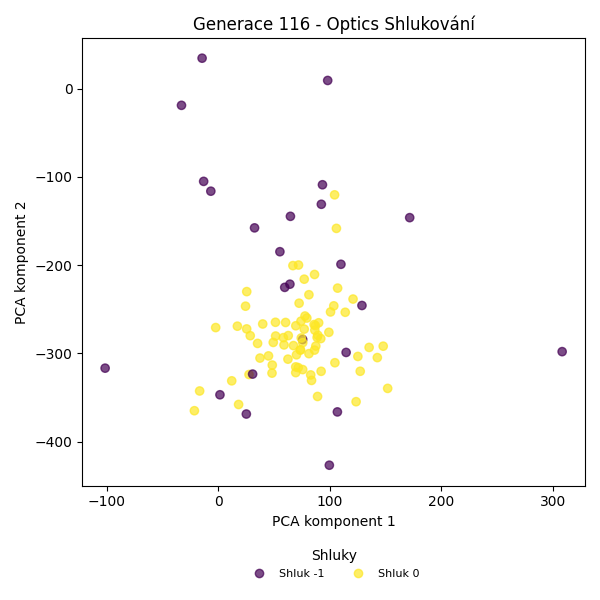 Generace 116 - Optics Shlukování
0
−100
−200
−300
−400
PCA komponent 2
−100
0
100
200
300
PCA komponent 1
Shluky
Shluk -1
Shluk 0